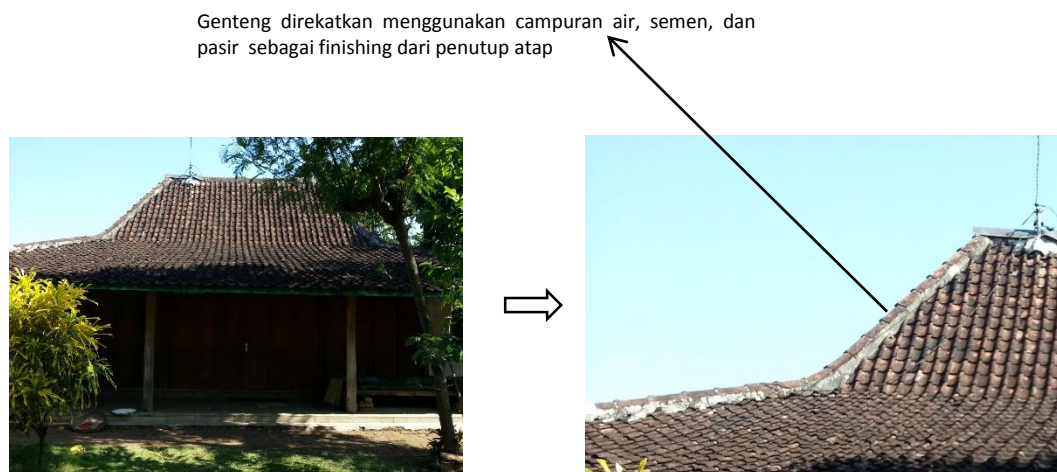 Genteng direkatkan menggunakan campuran air, semen, dan
pasir sebagai finishing dari penutup atap